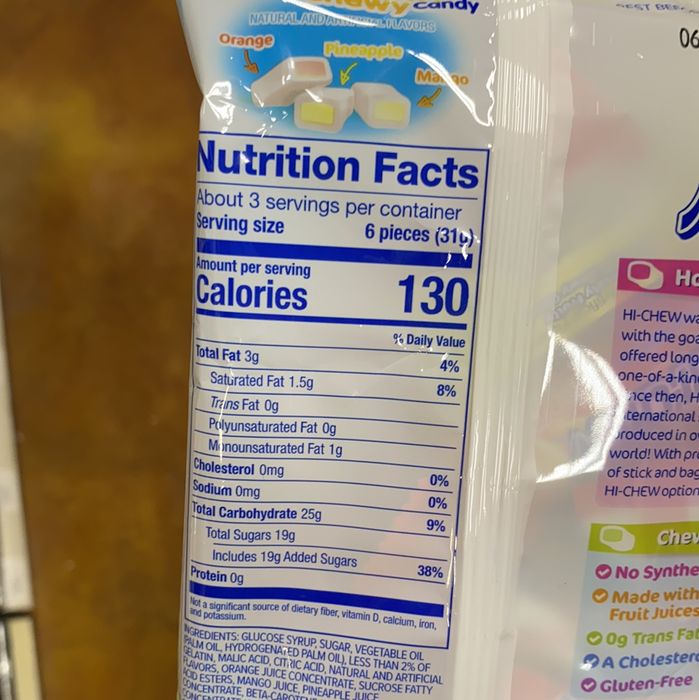 Candy
NATURAL AND ARTIFICIAL FLAVORS
Orange
Pineapple
Mango
Nutrition Facts
About 3 servings per container
Serving size 6 pieces (31g)
Amount per serving
Calories 130
% Daily Value
Total Fat 3g 4%
Saturated Fat 1.5g 8%
Trans Fat 0g
Polyunsaturated Fat 0g
Monounsaturated Fat 1g
Cholesterol 0mg 0%
Sodium 0mg 0%
Total Carbohydrate 25g 9%
Total Sugars 19g
Includes 19g Added Sugars 38%
Protein 0g
Not a significant source of dietary fiber, vitamin D, calcium, iron,
and potassium.
INGREDIENTS: GLUCOSE SYRUP, SUGAR, VEGETABLE OIL
(PALM OIL, HYDROGENATED PALM OIL), LESS THAN 2% OF
GELATIN, MALIC ACID, CITRIC ACID, NATURAL AND ARTIFICIAL
FLAVORS, ORANGE JUICE CONCENTRATE, SUCROSE FATTY
ACID ESTERS, MANGO JUICE, PINEAPPLE JUICE
CONCENTRATE,
06
HI-CHEW
with the
offered long
one-of-a-kin
then, H
produced in
world! With
of stick and bag
HI-CHEW option
Chew
No Synthe
Made with
Fruit Juices
0g Trans Fat
A Cholester
Gluten-Free